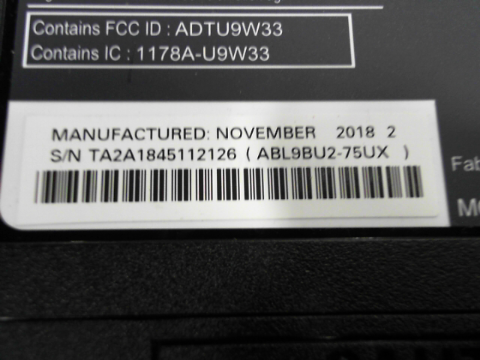 Contains FCC ID : ADTU9W33
Contains IC : 1178A-U9W33
MANUFACTURED: NOVEMBER 2018 2
S/N TA2A1845112126 ( ABL9BU2-75UX )
Fab
MO